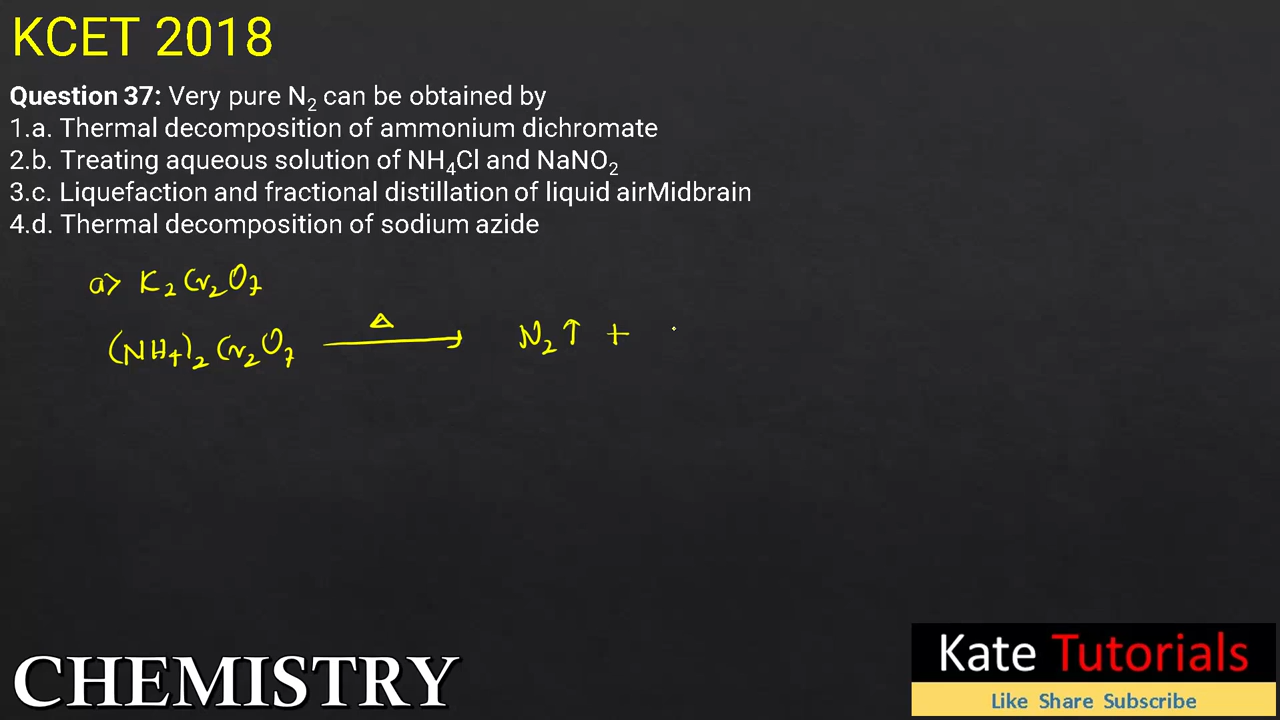 KCET 2018
Question 37: Very pure N₂ can be obtained by
1.a. Thermal decomposition of ammonium dichromate
2.b. Treating aqueous solution of NH₄Cl and NaNO₂
3.c. Liquefaction and fractional distillation of liquid airMidbrain
4.d. Thermal decomposition of sodium azide
a> K₂Cr₂O₇
(NH₄)₂Cr₂O₇ —Δ→ N₂↑ +
CHEMISTRY
Kate Tutorials
Like Share Subscribe